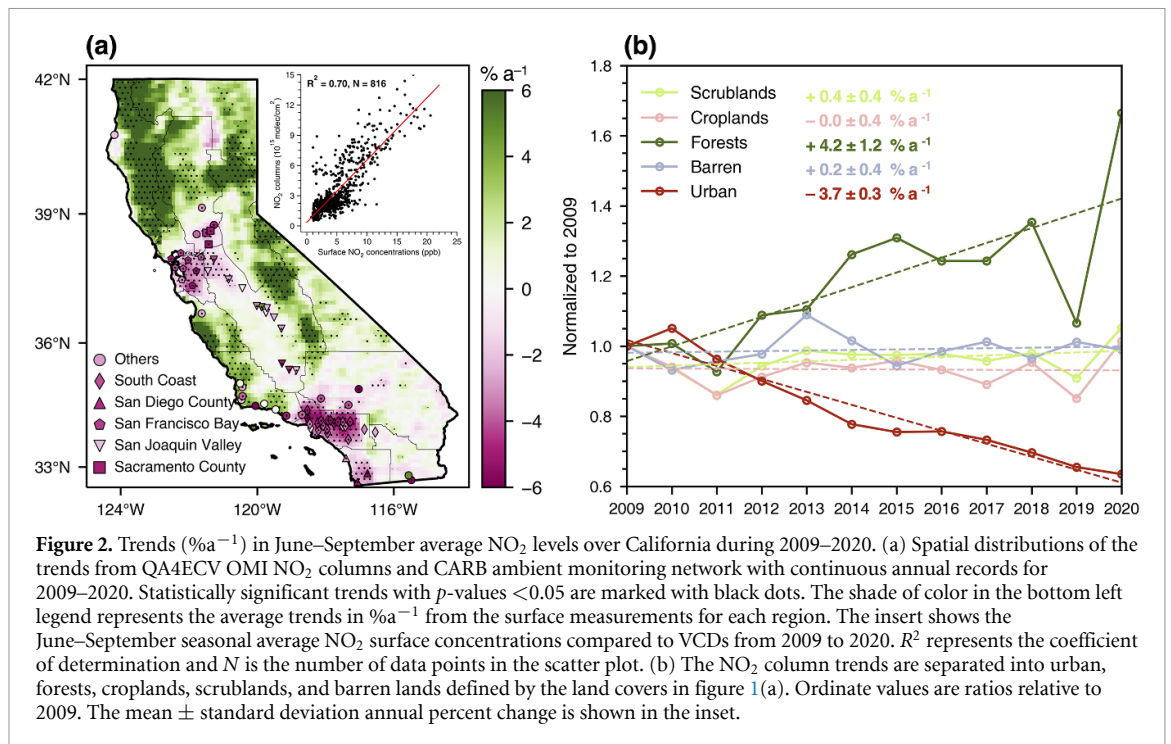 (a)
42°N
39°N
36°N
33°N
124°W
120°W
116°W
% a⁻¹
6
4
2
0
−2
−4
−6
R² = 0.70, N = 816
NO₂ columns (10¹⁵ molec/cm²)
15
12
9
6
3
0
0
5
10
15
20
25
Surface NO₂ concentrations (ppb)
Others
South Coast
San Diego County
San Francisco Bay
San Joaquin Valley
Sacramento County
(b)
Normalized to 2009
1.8
1.6
1.4
1.2
1.0
0.8
0.6
Scrublands + 0.4 ± 0.4 % a⁻¹
Croplands − 0.0 ± 0.4 % a⁻¹
Forests + 4.2 ± 1.2 % a⁻¹
Barren + 0.2 ± 0.4 % a⁻¹
Urban − 3.7 ± 0.3 % a⁻¹
2009 2010 2011 2012 2013 2014 2015 2016 2017 2018 2019 2020
Figure 2. Trends (%a⁻¹) in June–September average NO₂ levels over California during 2009–2020. (a) Spatial distributions of the
trends from QA4ECV OMI NO₂ columns and CARB ambient monitoring network with continuous annual records for
2009–2020. Statistically significant trends with p-values <0.05 are marked with black dots. The shade of color in the bottom left
legend represents the average trends in %a⁻¹ from the surface measurements for each region. The insert shows the
June–September seasonal average NO₂ surface concentrations compared to VCDs from 2009 to 2020. R² represents the coefficient
of determination and N is the number of data points in the scatter plot. (b) The NO₂ column trends are separated into urban,
forests, croplands, scrublands, and barren lands defined by the land covers in figure 1(a). Ordinate values are ratios relative to
2009. The mean ± standard deviation annual percent change is shown in the inset.